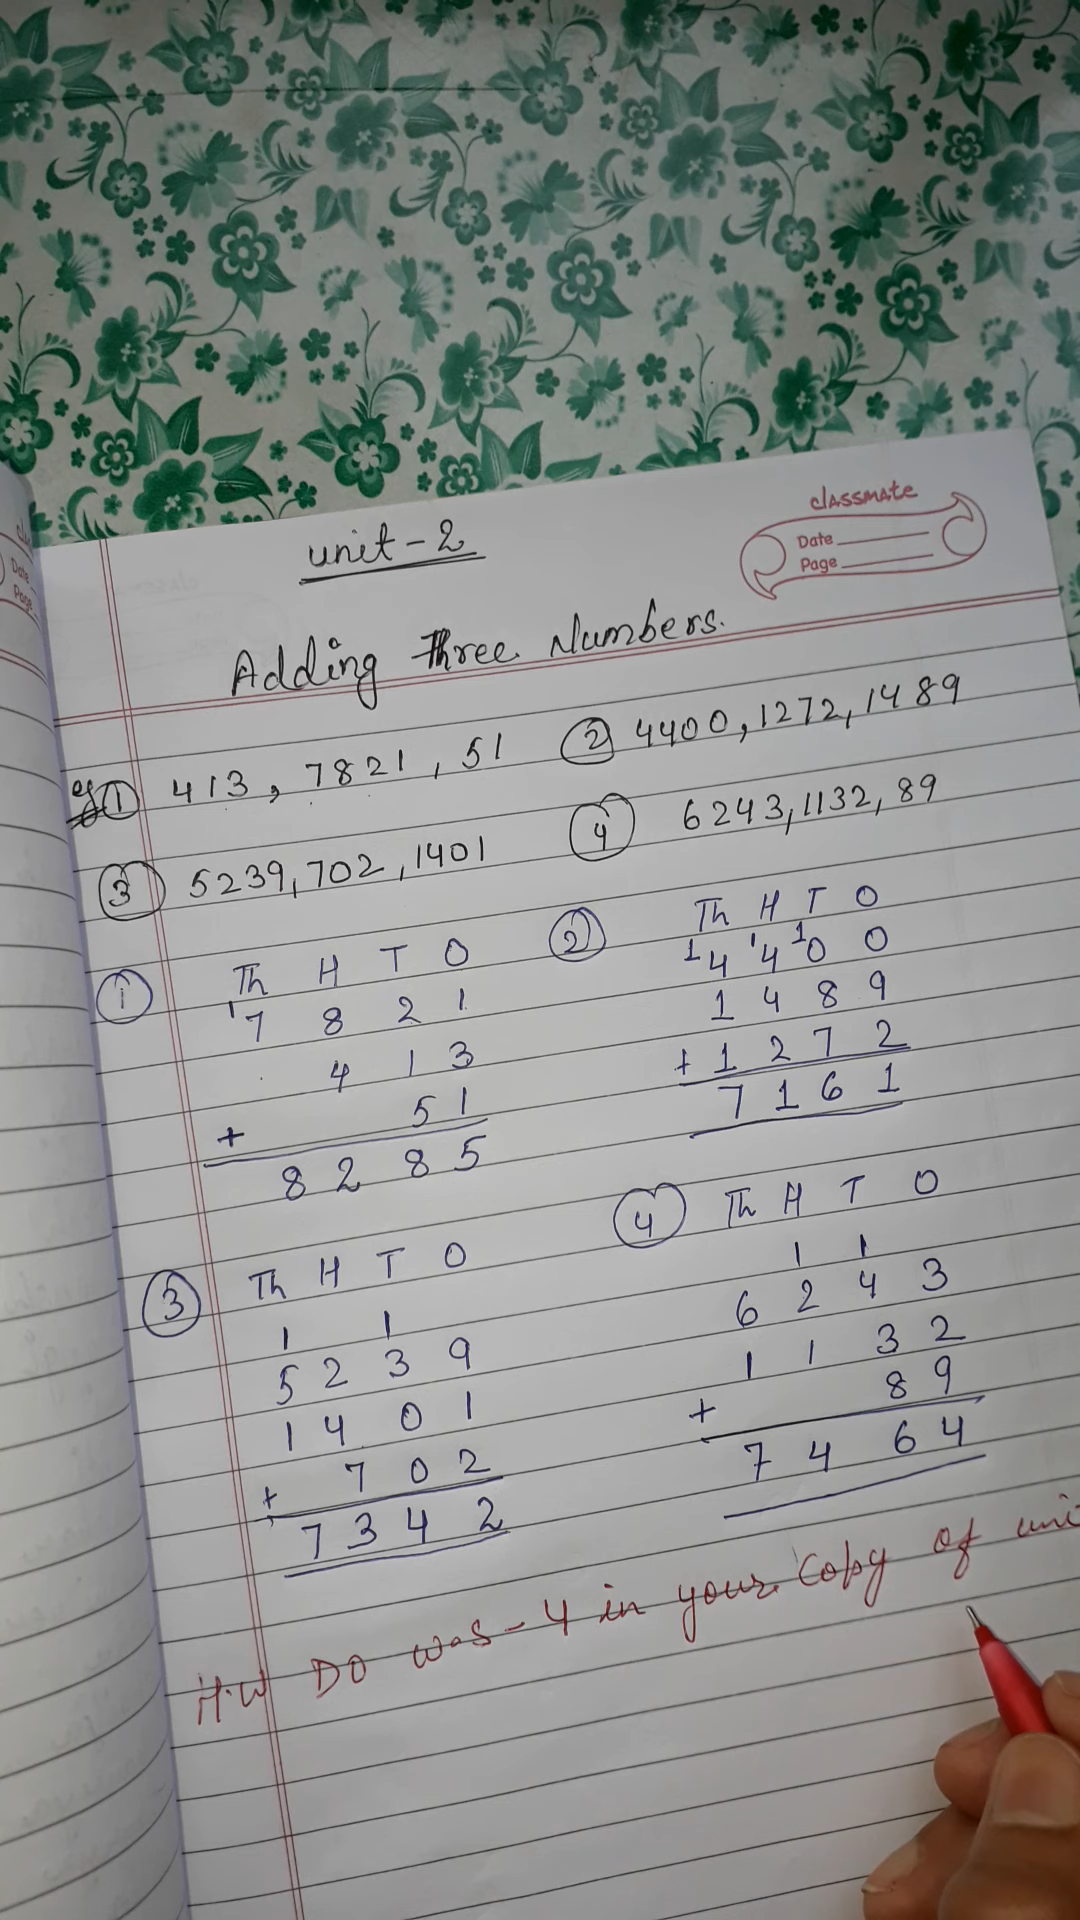 classmate
Date
Page
unit-2
Adding Three Numbers.
eg ① 413, 7821, 51 ② 4400, 1272, 1489
③ 5239, 702, 1401 ④ 6243, 1132, 89
① Th H T O
1
7 8 2 1
4 1 3
+ 5 1
8 2 8 5
② Th H T O
1 1 1
4 4 0 0
1 4 8 9
+ 1 2 7 2
7 1 6 1
③ Th H T O
1 1
5 2 3 9
1 4 0 1
+ 7 0 2
7 3 4 2
④ Th H T O
1 1
6 2 4 3
1 1 3 2
+ 8 9
7 4 6 4
H.W DO w.s-4 in your Copy of